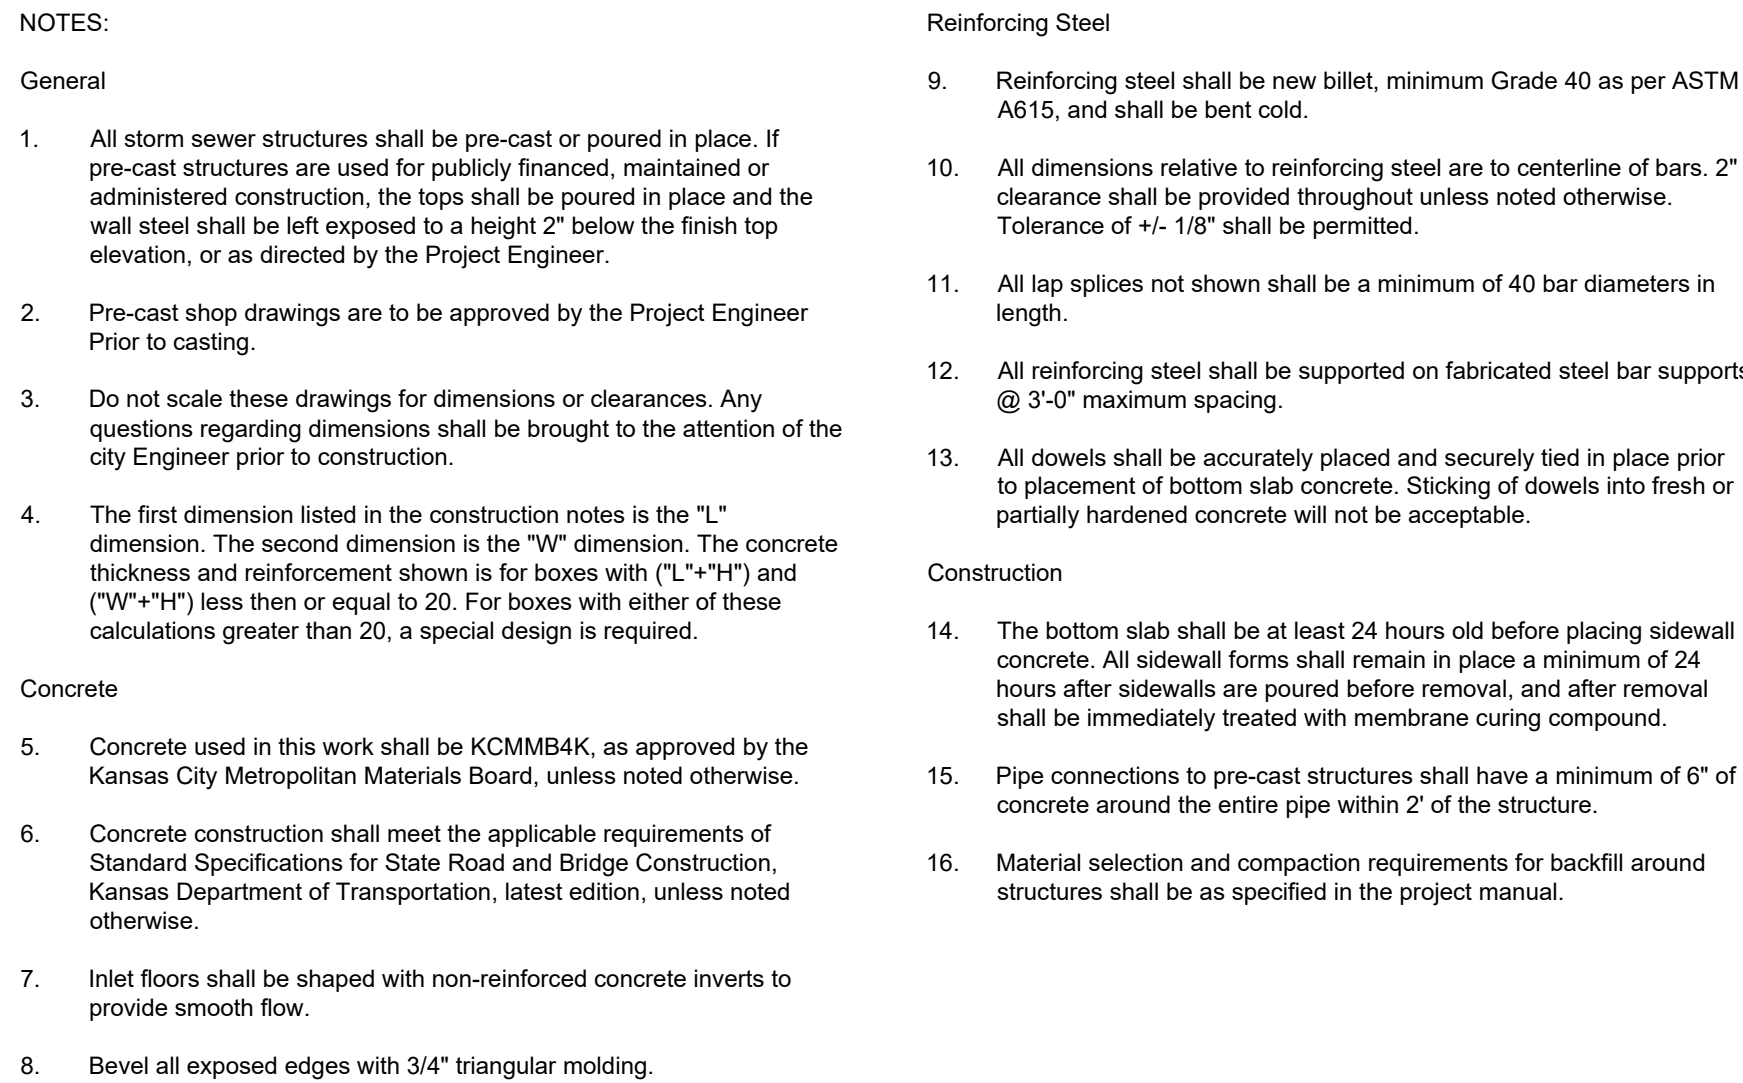 NOTES:
General
1. All storm sewer structures shall be pre-cast or poured in place. If
pre-cast structures are used for publicly financed, maintained or
administered construction, the tops shall be poured in place and the
wall steel shall be left exposed to a height 2" below the finish top
elevation, or as directed by the Project Engineer.
2. Pre-cast shop drawings are to be approved by the Project Engineer
Prior to casting.
3. Do not scale these drawings for dimensions or clearances. Any
questions regarding dimensions shall be brought to the attention of the
city Engineer prior to construction.
4. The first dimension listed in the construction notes is the "L"
dimension. The second dimension is the "W" dimension. The concrete
thickness and reinforcement shown is for boxes with ("L"+"H") and
("W"+"H") less then or equal to 20. For boxes with either of these
calculations greater than 20, a special design is required.
Concrete
5. Concrete used in this work shall be KCMMB4K, as approved by the
Kansas City Metropolitan Materials Board, unless noted otherwise.
6. Concrete construction shall meet the applicable requirements of
Standard Specifications for State Road and Bridge Construction,
Kansas Department of Transportation, latest edition, unless noted
otherwise.
7. Inlet floors shall be shaped with non-reinforced concrete inverts to
provide smooth flow.
8. Bevel all exposed edges with 3/4" triangular molding.
Reinforcing Steel
9. Reinforcing steel shall be new billet, minimum Grade 40 as per ASTM
A615, and shall be bent cold.
10. All dimensions relative to reinforcing steel are to centerline of bars. 2"
clearance shall be provided throughout unless noted otherwise.
Tolerance of +/- 1/8" shall be permitted.
11. All lap splices not shown shall be a minimum of 40 bar diameters in
length.
12. All reinforcing steel shall be supported on fabricated steel bar supports
@ 3'-0" maximum spacing.
13. All dowels shall be accurately placed and securely tied in place prior
to placement of bottom slab concrete. Sticking of dowels into fresh or
partially hardened concrete will not be acceptable.
Construction
14. The bottom slab shall be at least 24 hours old before placing sidewall
concrete. All sidewall forms shall remain in place a minimum of 24
hours after sidewalls are poured before removal, and after removal
shall be immediately treated with membrane curing compound.
15. Pipe connections to pre-cast structures shall have a minimum of 6" of
concrete around the entire pipe within 2' of the structure.
16. Material selection and compaction requirements for backfill around
structures shall be as specified in the project manual.